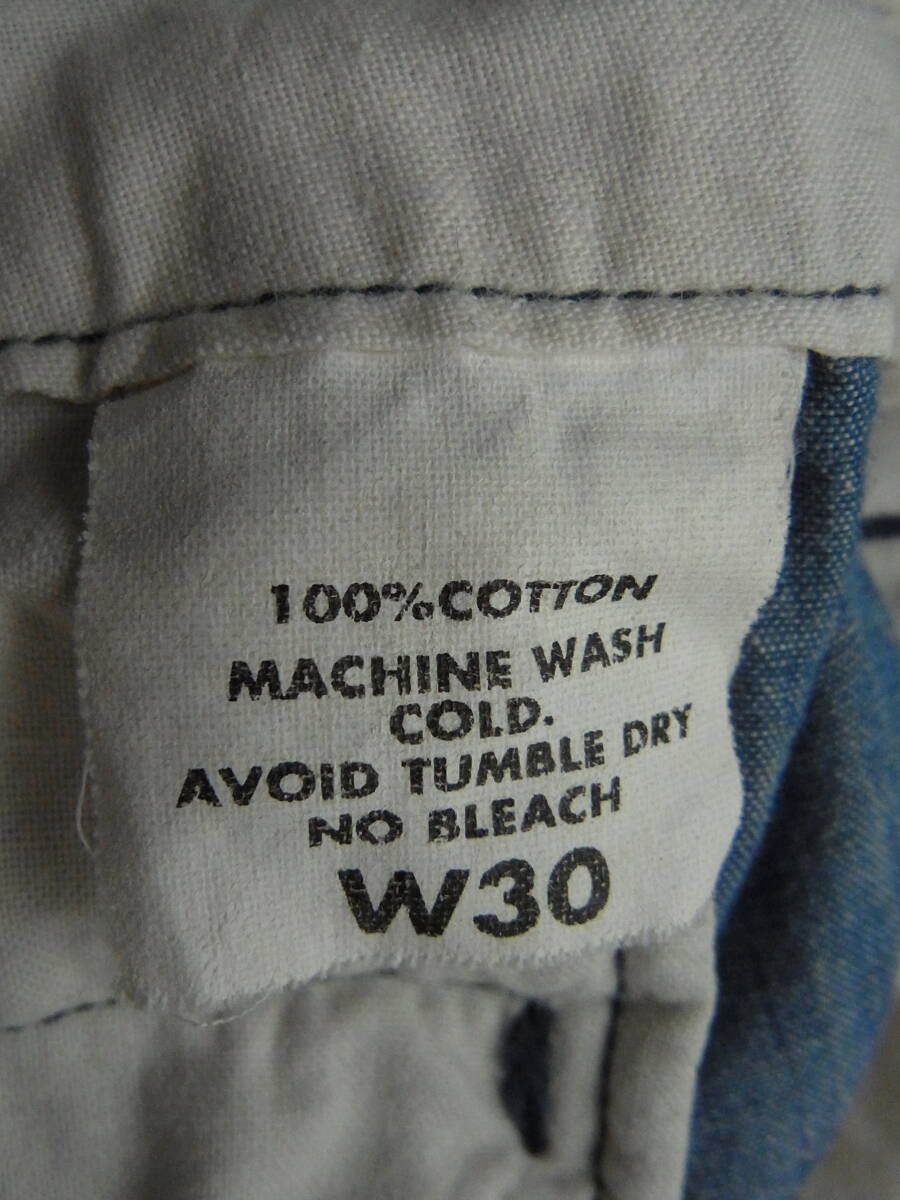 100%COTTON
MACHINE WASH
COLD.
AVOID TUMBLE DRY
NO BLEACH
W30